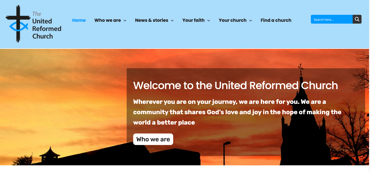 The
United
Reformed
Church
Home
Who we are
News & stories
Your faith
Your church
Find a church
Search here...
Welcome to the United Reformed Church
Wherever you are on your journey, we are here for you. We are a
community that shares God's love and joy in the hope of making the
world a better place
Who we are